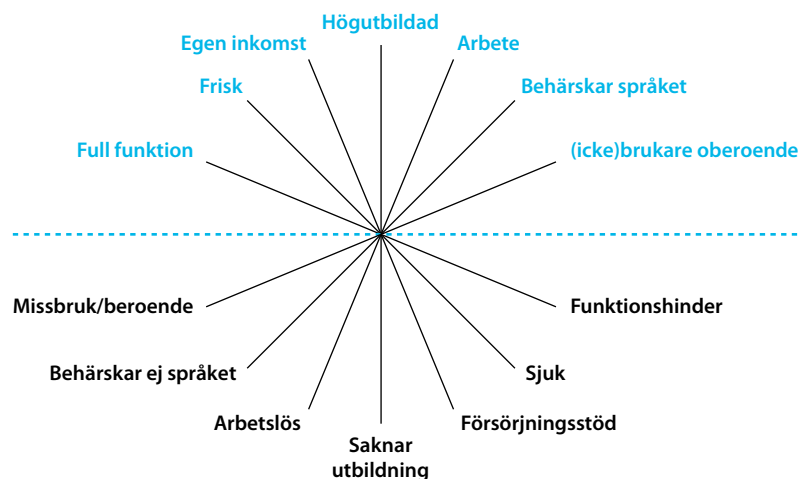 Högutbildad
Egen inkomst
Arbete
Frisk
Behärskar språket
Full funktion
(icke)brukare oberoende
Missbruk/beroende
Funktionshinder
Behärskar ej språket
Sjuk
Arbetslös
Försörjningsstöd
Saknar
utbildning